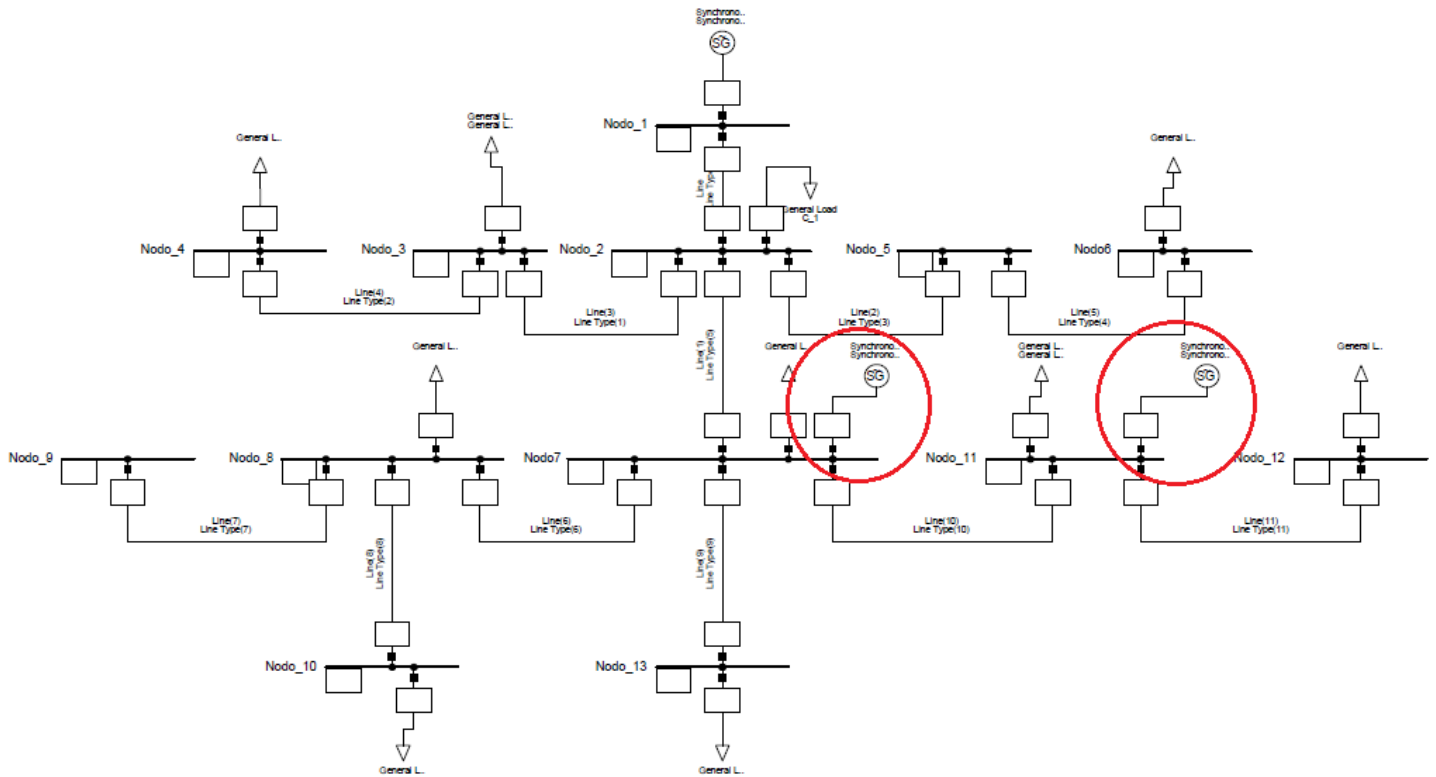 Synchrono..
Synchrono..
SG
Nodo_1
General L..
General L..
General L..
General L..
Line
Line Type
General Load
C_1
Nodo_4
Nodo_3
Nodo_2
Nodo_5
Nodo6
Line(4)
Line Type(2)
Line(3)
Line Type(1)
Line(2)
Line Type(3)
Line(5)
Line Type(4)
Line(1)
Line Type(5)
General L..
General L..
Synchrono..
Synchrono..
SG
General L..
General L..
Synchrono..
Synchrono..
SG
General L..
Nodo_9
Nodo_8
Nodo7
Nodo_11
Nodo_12
Line(7)
Line Type(7)
Line(6)
Line Type(6)
Line(10)
Line Type(10)
Line(11)
Line Type(11)
Line(8)
Line Type(8)
Line(9)
Line Type(9)
Nodo_10
Nodo_13
General L..
General L..